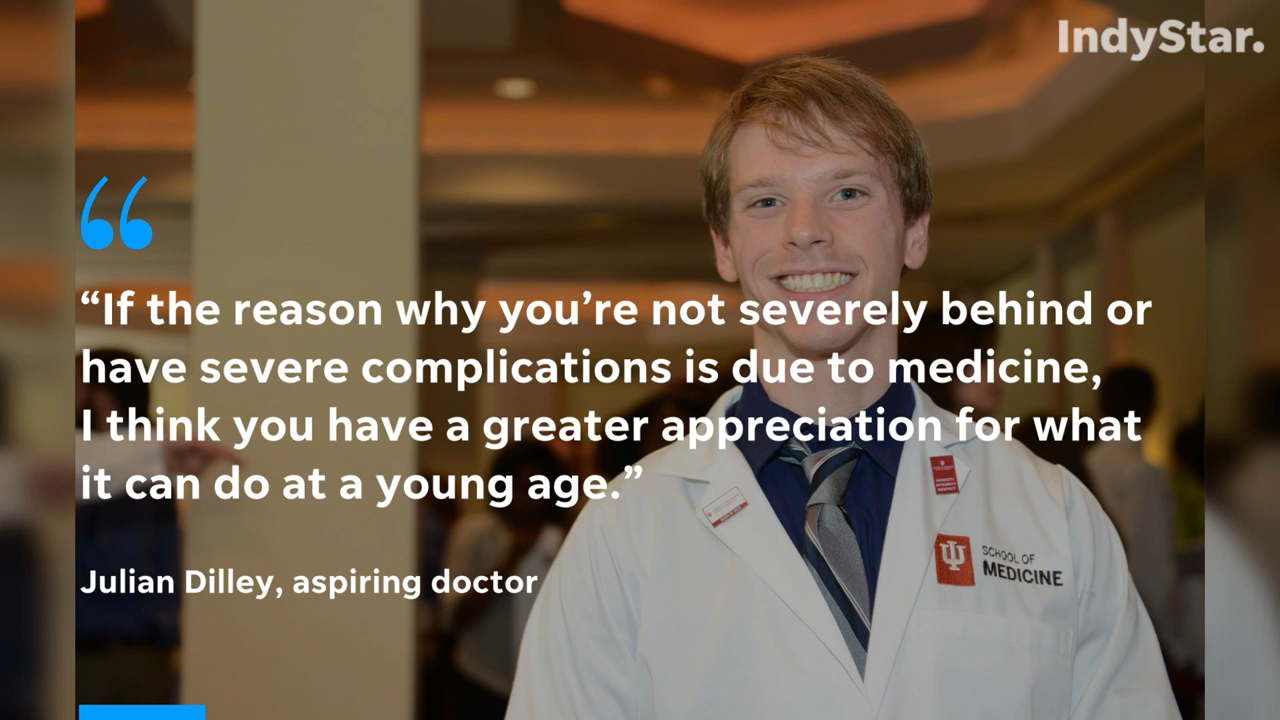 IndyStar.
“If the reason why you’re not severely behind or
have severe complications is due to medicine,
I think you have a greater appreciation for what
it can do at a young age.”
Julian Dilley, aspiring doctor
SCHOOL OF
MEDICINE